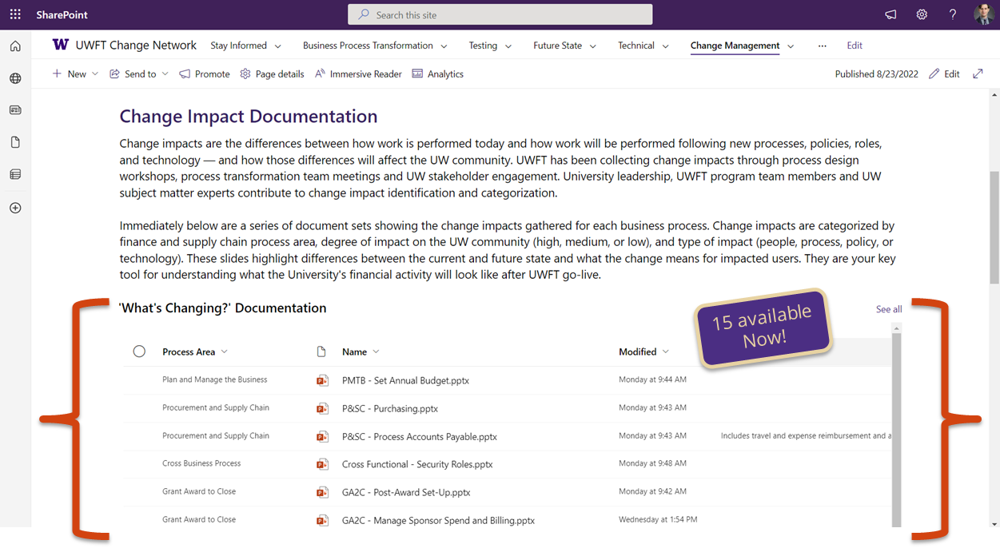 SharePoint
Search this site
?
W UWFT Change Network Stay Informed Business Process Transformation Testing Future State Technical Change Management ... Edit
New Send to Promote Page details Immersive Reader Analytics Published 8/23/2022 Edit
Change Impact Documentation
Change impacts are the differences between how work is performed today and how work will be performed following new processes, policies, roles,
and technology — and how those differences will affect the UW community. UWFT has been collecting change impacts through process design
workshops, process transformation team meetings and UW stakeholder engagement. University leadership, UWFT program team members and UW
subject matter experts contribute to change impact identification and categorization.
Immediately below are a series of document sets showing the change impacts gathered for each business process. Change impacts are categorized by
finance and supply chain process area, degree of impact on the UW community (high, medium, or low), and type of impact (people, process, policy, or
technology). These slides highlight differences between the current and future state and what the change means for impacted users. They are your key
tool for understanding what the University's financial activity will look like after UWFT go-live.
'What's Changing?' Documentation
15 available
Now!
See all
Process Area Name Modified
Plan and Manage the Business PMTB - Set Annual Budget.pptx Monday at 9:44 AM
Procurement and Supply Chain P&SC - Purchasing.pptx Monday at 9:43 AM
Procurement and Supply Chain P&SC - Process Accounts Payable.pptx Monday at 9:43 AM Includes travel and expense reimbursement and a
Cross Business Process Cross Functional - Security Roles.pptx Monday at 9:48 AM
Grant Award to Close GA2C - Post-Award Set-Up.pptx Monday at 9:42 AM
Grant Award to Close GA2C - Manage Sponsor Spend and Billing.pptx Wednesday at 1:54 PM